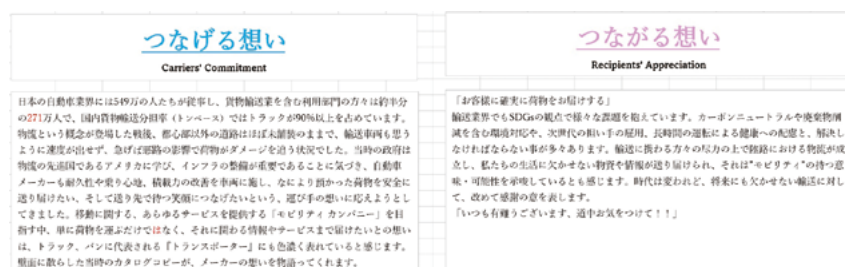 つなげる想い
Carriers' Commitment
日本の自動車業界には549万の人たちが従事し、貨物輸送業を含む利用部門の方々は約半分
の271万人で、国内貨物輸送分担率（トンベース）ではトラックが90%以上を占めています。
物流という概念が登場した戦後、都心部以外の道路はほぼ未舗装のままで、輸送車両も思う
ように速度が出せず、急げば悪路の影響で荷物がダメージを追う状況でした。当時の政府は
物流の先進国であるアメリカに学び、インフラの整備が重要であることに気づき、自動車
メーカーも耐久性や乗り心地、積載力の改善を車両に施し、なにより預かった荷物を安全に
送り届けたい、そして送り先で待つ笑顔につなげたいという、運び手の想いに応えようとし
てきました。移動に関する、あらゆるサービスを提供する「モビリティ カンパニー」を目
指す中、単に荷物を運ぶだけではなく、それに関わる情報やサービスまで届けたいとの想い
は、トラック、バンに代表される『トランスポーター』にも色濃く表れていると感じます。
壁面に散らした当時のカタログコピーが、メーカーの想いを物語ってくれます。
つながる想い
Recipients' Appreciation
「お客様に確実に荷物をお届けする」
輸送業界でもSDGsの観点で様々な課題を抱えています。カーボンニュートラルや廃棄物削
減を含む環境対応や、次世代の担い手の雇用、長時間の運転による健康への配慮と、解決し
なければならない事が多々あります。輸送に携わる方々の尽力の上で陸路における物流が成
立し、私たちの生活に欠かせない物資や情報が送り届けられ、それは"モビリティ"の持つ意
味・可能性を示唆しているとも感じます。時代は変われど、将来にも欠かせない輸送に対し
て、改めて感謝の意を表します。
「いつも有難うございます、道中お気をつけて！！」